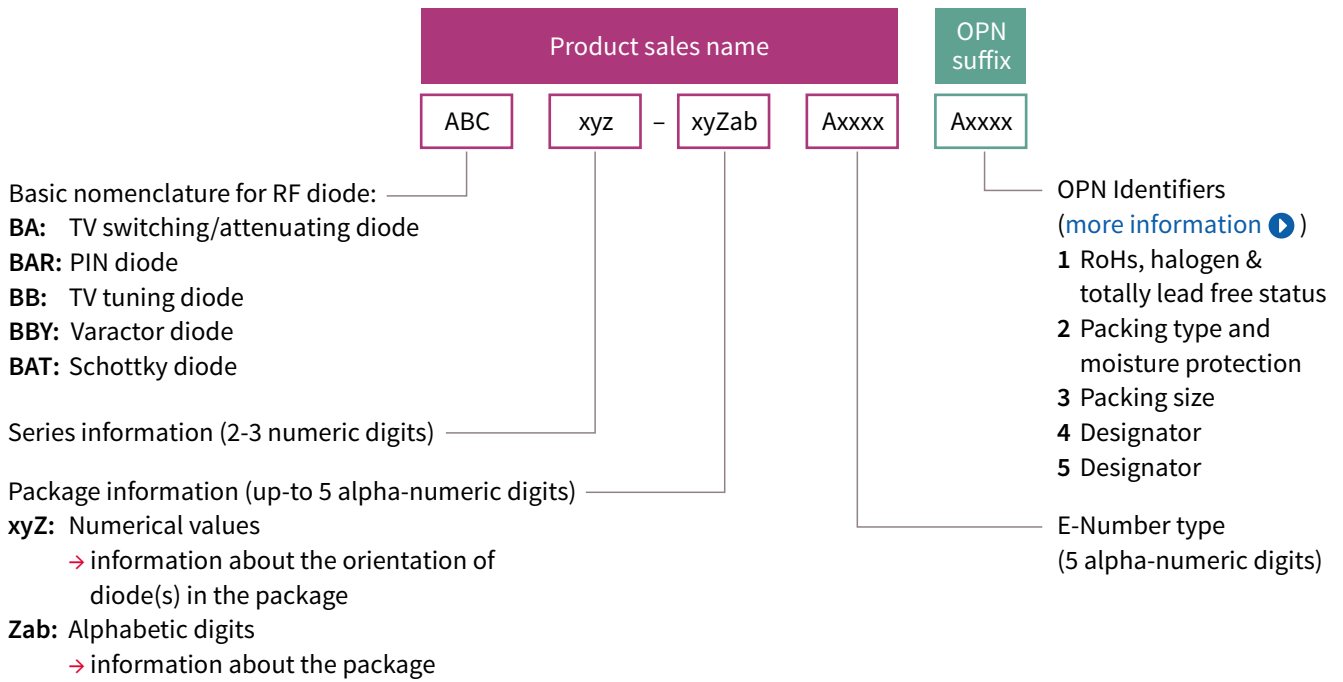 Product sales name
OPN
suffix
ABC
xyz
–
xyZab
Axxxx
Axxxx
Basic nomenclature for RF diode:
BA: TV switching/attenuating diode
BAR: PIN diode
BB: TV tuning diode
BBY: Varactor diode
BAT: Schottky diode
Series information (2-3 numeric digits)
Package information (up-to 5 alpha-numeric digits)
xyZ: Numerical values
→ information about the orientation of
diode(s) in the package
Zab: Alphabetic digits
→ information about the package
OPN Identifiers
(more information )
1 RoHs, halogen &
totally lead free status
2 Packing type and
moisture protection
3 Packing size
4 Designator
5 Designator
E-Number type
(5 alpha-numeric digits)